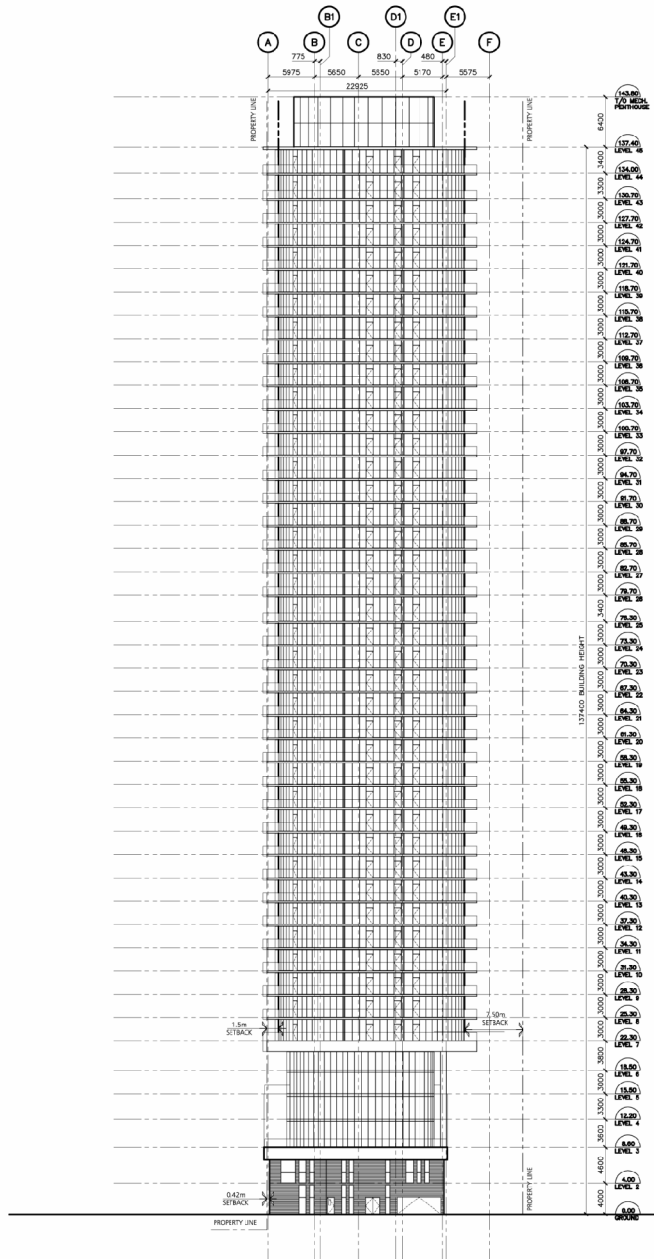 B1 D1 E1
A B C D E F
775 830 480
5975 5650 5550 5170 5575
22925
PROPERTY LINE
PROPERTY LINE
143.80
T/O MECH.
PENTHOUSE
6400
137.40
LEVEL 45
3400
134.00
LEVEL 44
3300
130.70
LEVEL 43
3000
127.70
LEVEL 42
3000
124.70
LEVEL 41
3000
121.70
LEVEL 40
3000
118.70
LEVEL 39
3000
115.70
LEVEL 38
3000
112.70
LEVEL 37
3000
109.70
LEVEL 36
3000
106.70
LEVEL 35
3000
103.70
LEVEL 34
3000
100.70
LEVEL 33
3000
97.70
LEVEL 32
3000
94.70
LEVEL 31
3000
91.70
LEVEL 30
3000
88.70
LEVEL 29
3000
85.70
LEVEL 28
3000
82.70
LEVEL 27
3000
79.70
LEVEL 26
3400
76.30
LEVEL 25
3000
73.30
LEVEL 24
3000
70.30
LEVEL 23
3000
67.30
LEVEL 22
137400 BUILDING HEIGHT
3000
64.30
LEVEL 21
3000
61.30
LEVEL 20
3000
58.30
LEVEL 19
3000
55.30
LEVEL 18
3000
52.30
LEVEL 17
3000
49.30
LEVEL 16
3000
46.30
LEVEL 15
3000
43.30
LEVEL 14
3000
40.30
LEVEL 13
3000
37.30
LEVEL 12
3000
34.30
LEVEL 11
3000
31.30
LEVEL 10
3000
28.30
LEVEL 9
3000
25.30
LEVEL 8
1.5m
SETBACK
7.50m
SETBACK
3000
22.30
LEVEL 7
3800
18.50
LEVEL 6
3000
15.50
LEVEL 5
3300
12.20
LEVEL 4
3600
8.60
LEVEL 3
4600
4.00
LEVEL 2
0.42m
SETBACK
PROPERTY LINE
4000
0.00
GROUND
PROPERTY LINE